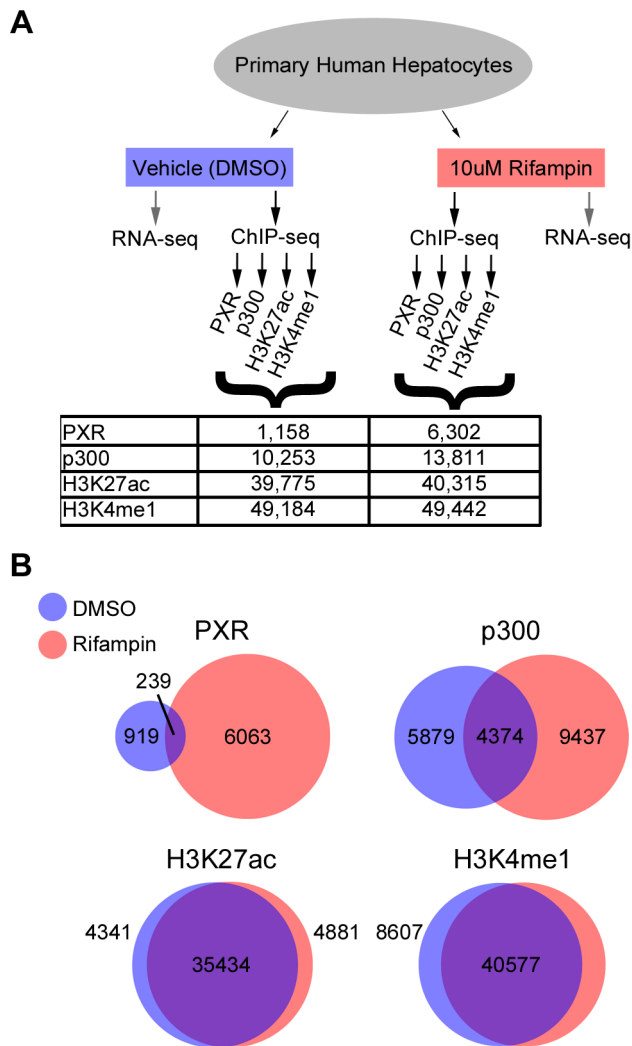 A
Primary Human Hepatocytes
Vehicle (DMSO)
10uM Rifampin
RNA-seq
ChIP-seq
ChIP-seq
RNA-seq
PXR
p300
H3K27ac
H3K4me1
PXR
p300
H3K27ac
H3K4me1
PXR 1,158 6,302
p300 10,253 13,811
H3K27ac 39,775 40,315
H3K4me1 49,184 49,442
B
DMSO
Rifampin
PXR
p300
239
919
6063
5879
4374
9437
H3K27ac
H3K4me1
4341
35434
4881
8607
40577